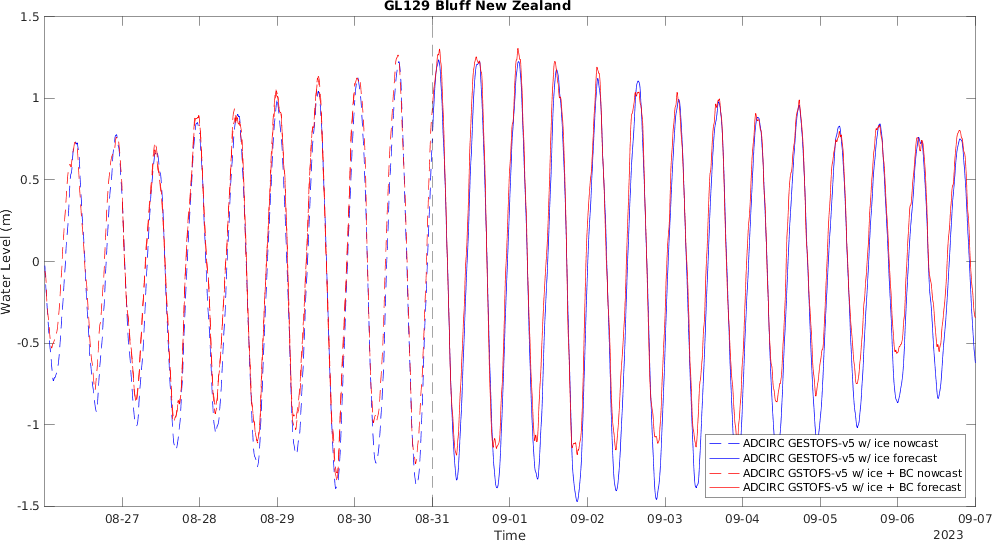 GL129 Bluff New Zealand
1.5
1
0.5
0
-0.5
-1
-1.5
Water Level (m)
08-27 08-28 08-29 08-30 08-31 09-01 09-02 09-03 09-04 09-05 09-06 09-07
Time
2023
ADCIRC GESTOFS-v5 w/ ice nowcast
ADCIRC GESTOFS-v5 w/ ice forecast
ADCIRC GSTOFS-v5 w/ ice + BC nowcast
ADCIRC GSTOFS-v5 w/ ice + BC forecast